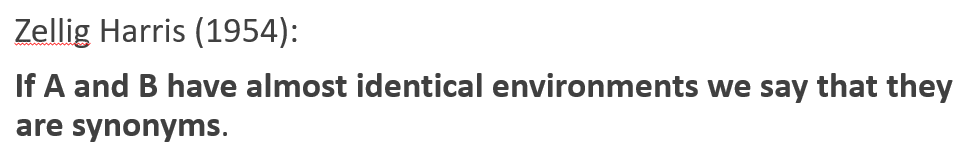 Zellig Harris (1954):
If A and B have almost identical environments we say that they
are synonyms.